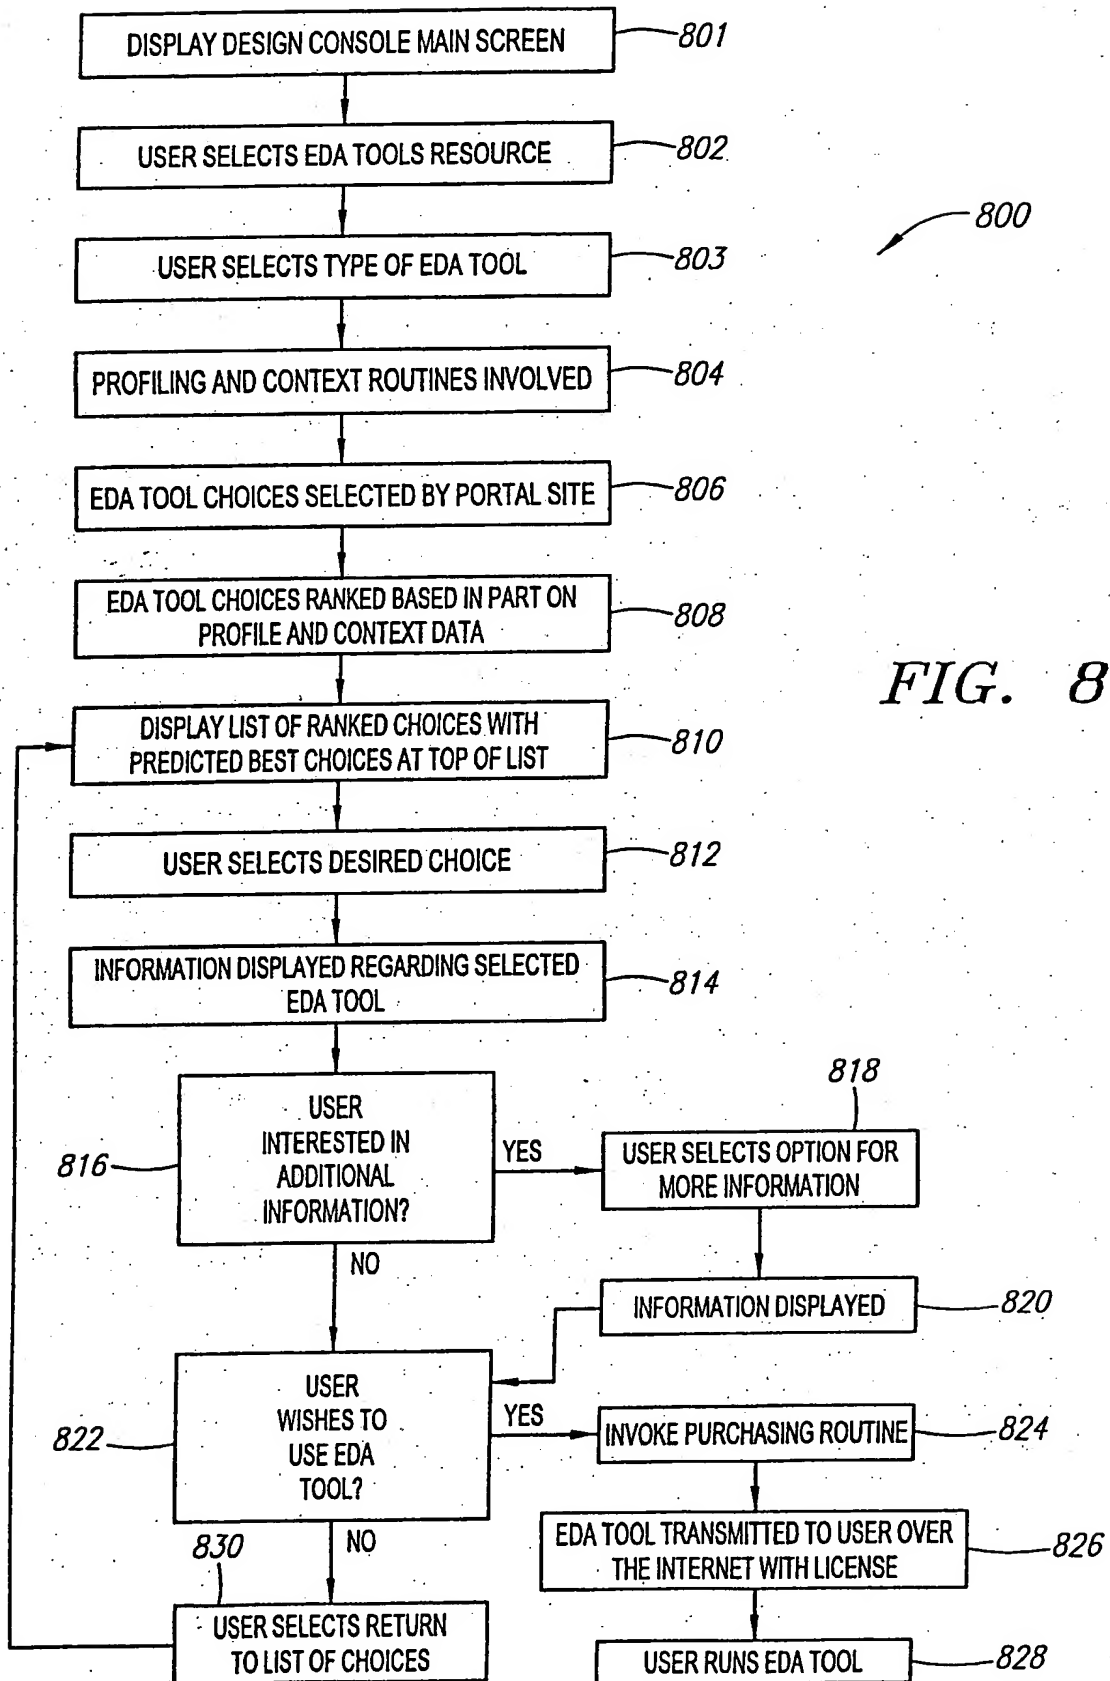 DISPLAY DESIGN CONSOLE MAIN SCREEN
801
USER SELECTS EDA TOOLS RESOURCE
802
800
USER SELECTS TYPE OF EDA TOOL
803
PROFILING AND CONTEXT ROUTINES INVOLVED
804
EDA TOOL CHOICES SELECTED BY PORTAL SITE
806
EDA TOOL CHOICES RANKED BASED IN PART ON
PROFILE AND CONTEXT DATA
808
FIG. 8
DISPLAY LIST OF RANKED CHOICES WITH
PREDICTED BEST CHOICES AT TOP OF LIST
810
USER SELECTS DESIRED CHOICE
812
INFORMATION DISPLAYED REGARDING SELECTED
EDA TOOL
814
816
USER
INTERESTED IN
ADDITIONAL
INFORMATION?
YES
NO
818
USER SELECTS OPTION FOR
MORE INFORMATION
INFORMATION DISPLAYED
820
822
USER
WISHES TO
USE EDA
TOOL?
YES
NO
INVOKE PURCHASING ROUTINE
824
EDA TOOL TRANSMITTED TO USER OVER
THE INTERNET WITH LICENSE
826
830
USER SELECTS RETURN
TO LIST OF CHOICES
USER RUNS EDA TOOL
828